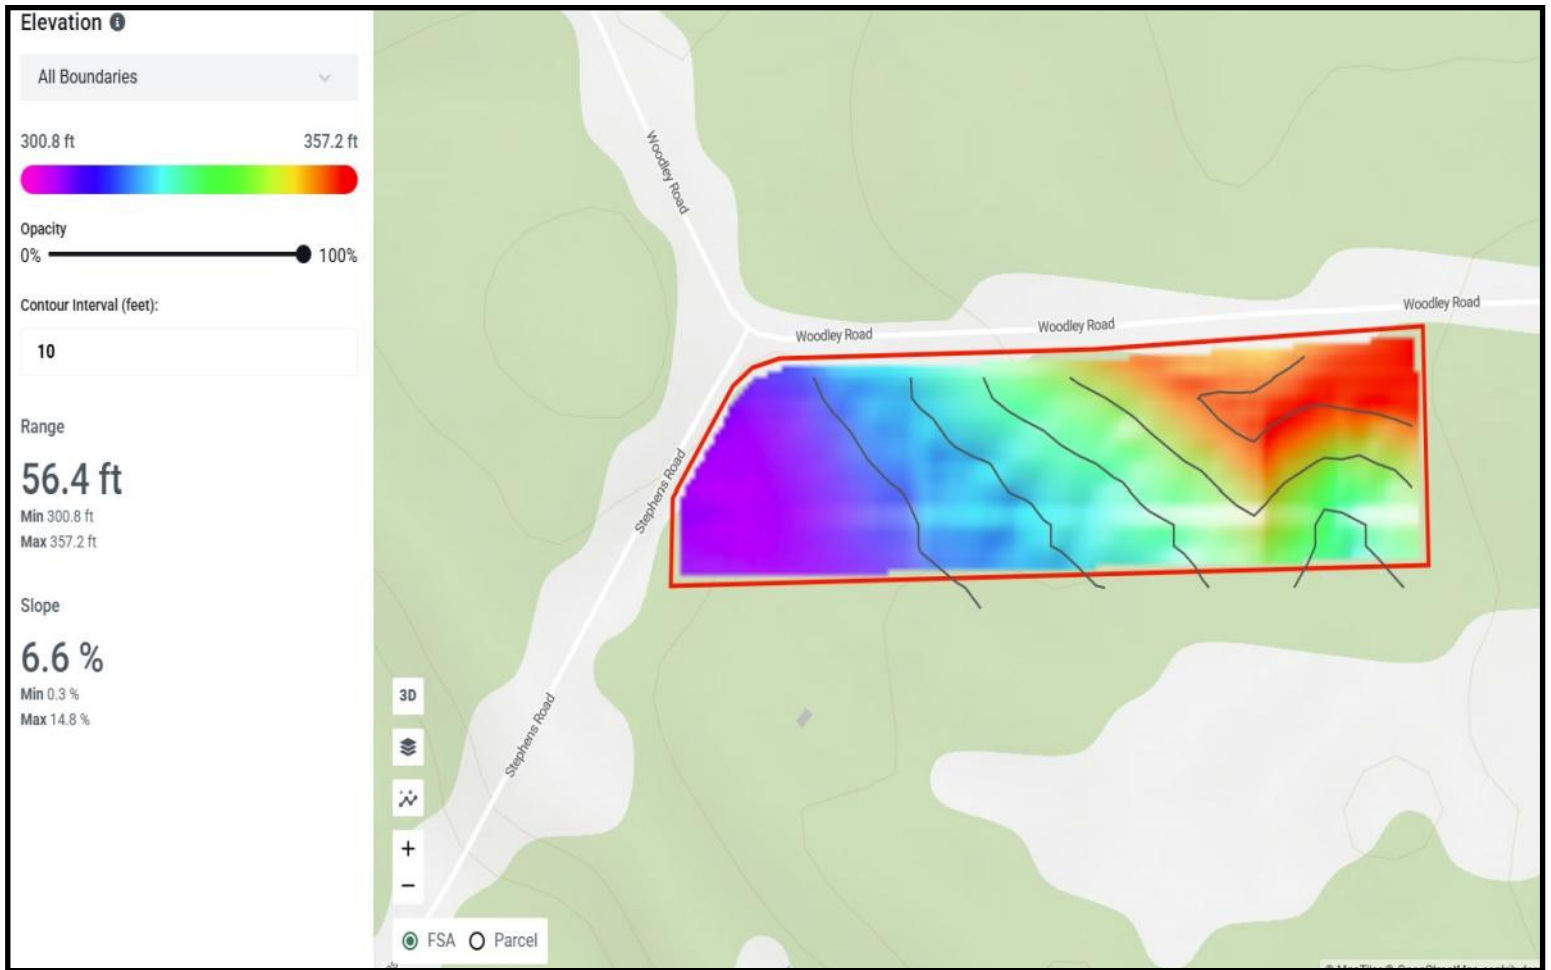 Elevation
All Boundaries
300.8 ft 357.2 ft
Opacity
0% 100%
Contour Interval (feet):
10
Range
56.4 ft
Min 300.8 ft
Max 357.2 ft
Slope
6.6 %
Min 0.3 %
Max 14.8 %
Woodley Road
Woodley Road
Woodley Road
Woodley Road
Stephens Road
Stephens Road
3D
+
−
FSA Parcel